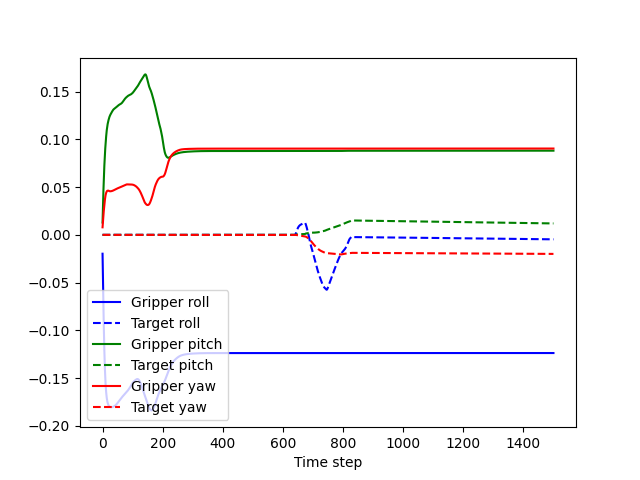 0.15
0.10
0.05
0.00
−0.05
−0.10
−0.15
−0.20
Gripper roll
Target roll
Gripper pitch
Target pitch
Gripper yaw
Target yaw
0 200 400 600 800 1000 1200 1400
Time step